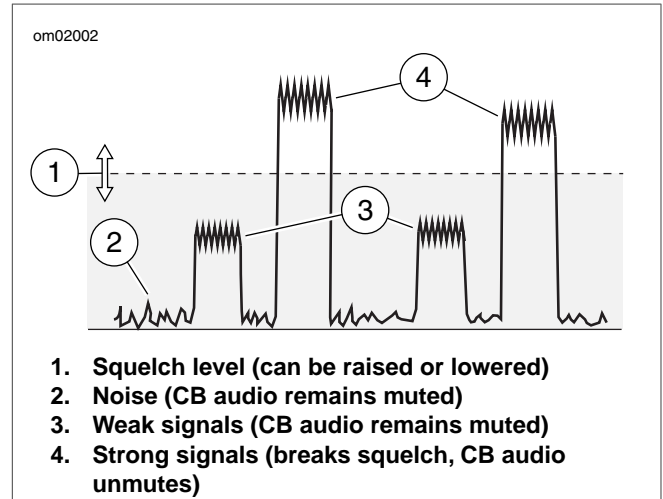 om02002
4
1
3
2
1. Squelch level (can be raised or lowered)
2. Noise (CB audio remains muted)
3. Weak signals (CB audio remains muted)
4. Strong signals (breaks squelch, CB audio
unmutes)